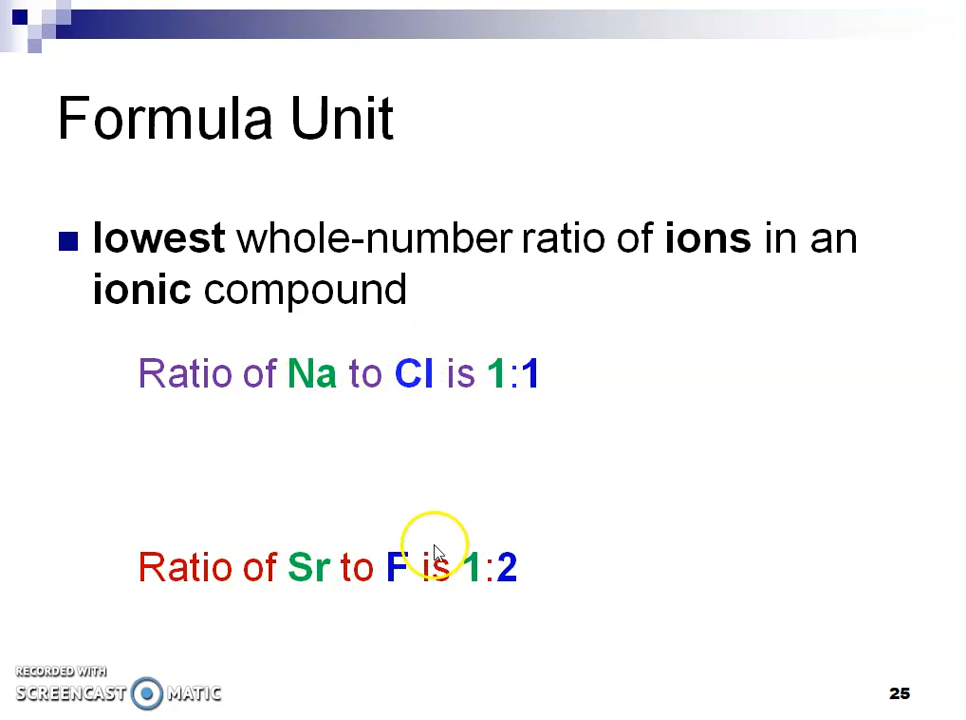 Formula Unit
lowest whole-number ratio of ions in an
ionic compound
Ratio of Na to Cl is 1:1
Ratio of Sr to F is 1:2
RECORDED WITH
SCREENCAST MATIC
25